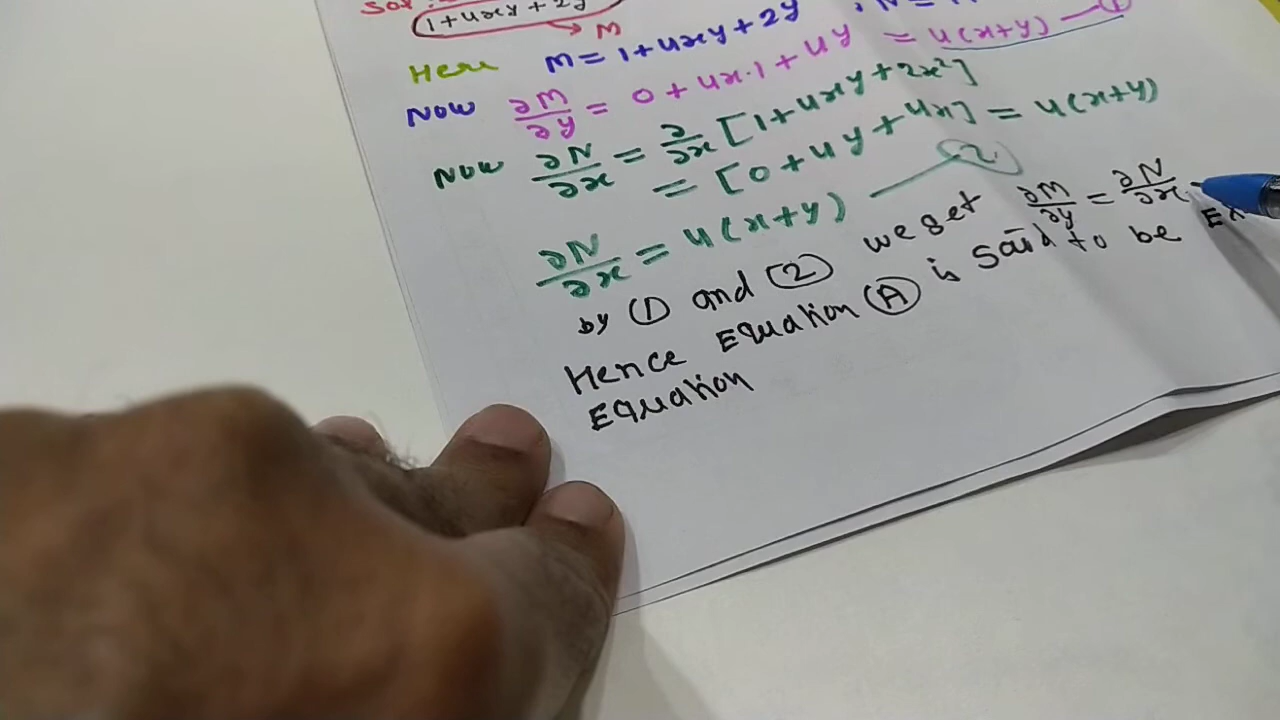 Sol
1+4xy+2y
→ M
Here M = 1+4xy+2y
Now ∂M/∂y = 0 + 4x.1 + 4y = 4(x+y) — ①
Now ∂N/∂x = ∂/∂x [1+4xy+2x²]
= [0+4y+4x] = 4(x+y)
∂N/∂x = 4(x+y) — ②
by ① and ② we get ∂M/∂y = ∂N/∂x
Hence Equation Ⓐ is said to be
Equation